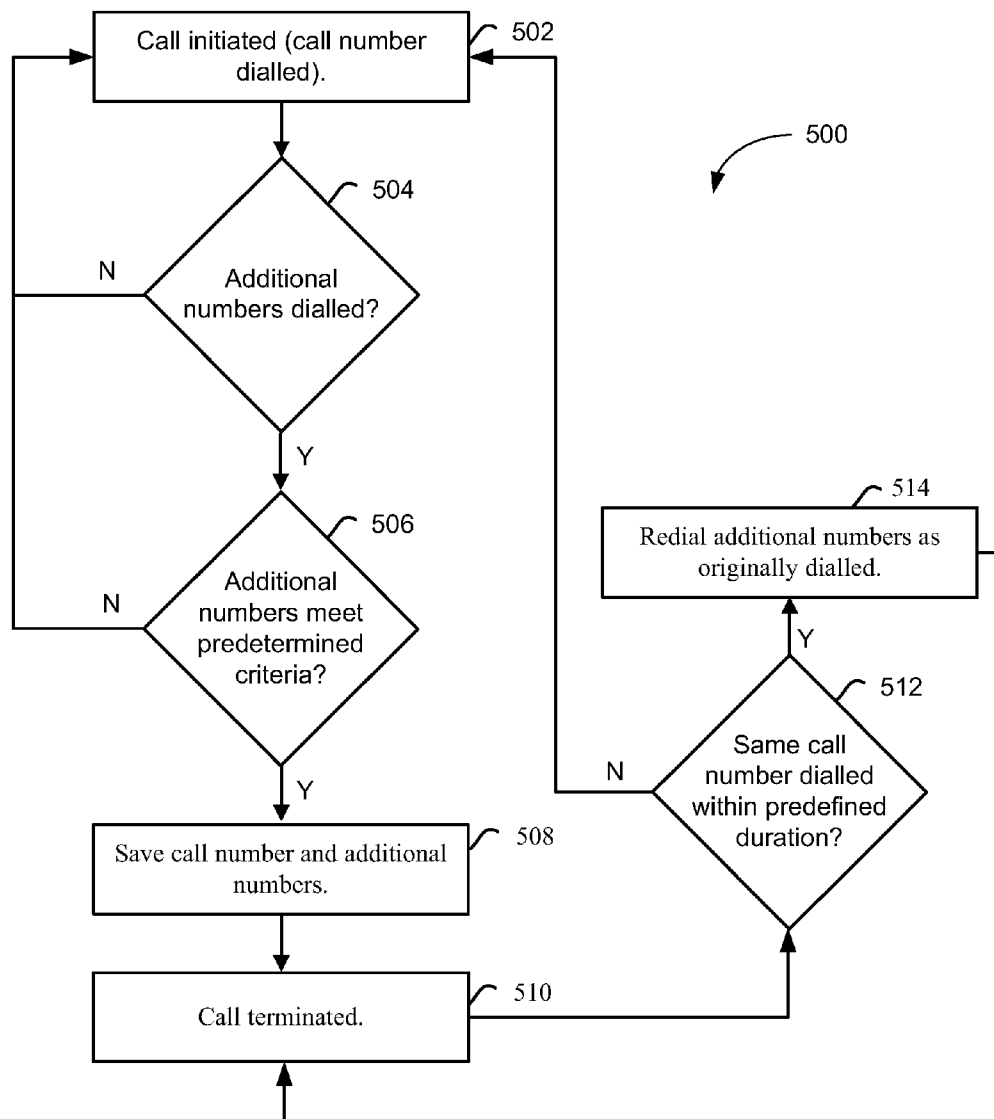 Call initiated (call number
dialled).
502
500
504
Additional
numbers dialled?
N
Y
506
Additional
numbers meet
predetermined
criteria?
N
Y
508
Save call number and additional
numbers.
510
Call terminated.
512
Same call
number dialled
within predefined
duration?
N
Y
514
Redial additional numbers as
originally dialled.